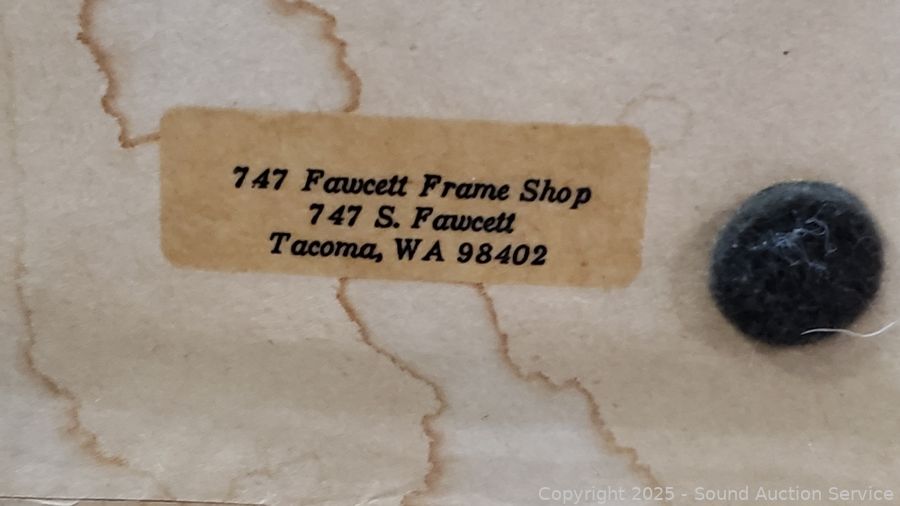 747 Fawcett Frame Shop
747 S. Fawcett
Tacoma, WA 98402
Copyright 2025 - Sound Auction Service